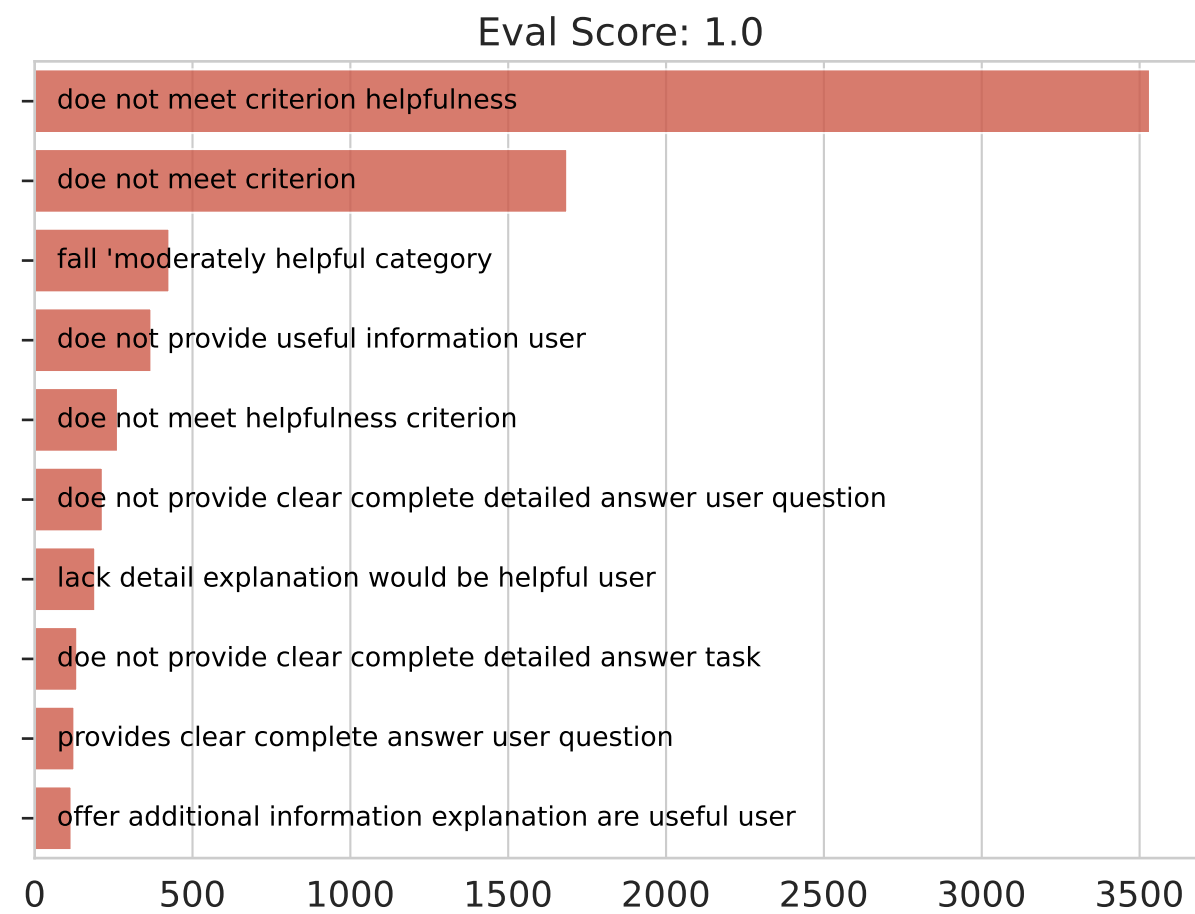 Eval Score: 1.0
doe not meet criterion helpfulness
doe not meet criterion
fall 'moderately helpful category
doe not provide useful information user
doe not meet helpfulness criterion
doe not provide clear complete detailed answer user question
lack detail explanation would be helpful user
doe not provide clear complete detailed answer task
provides clear complete answer user question
offer additional information explanation are useful user
0 500 1000 1500 2000 2500 3000 3500